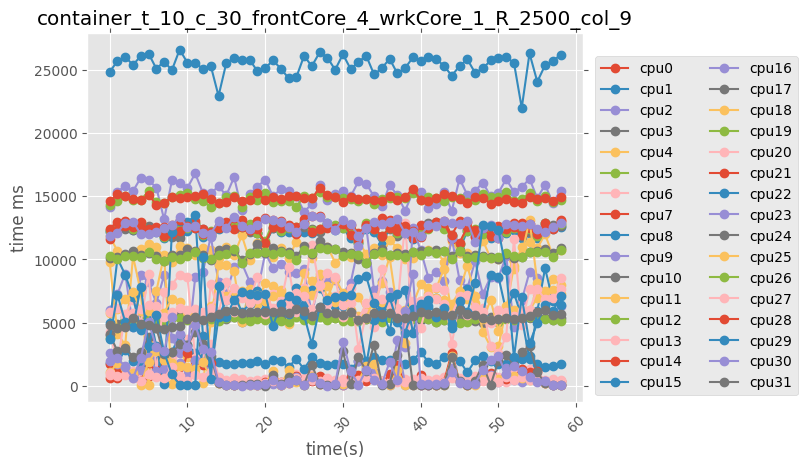 container_t_10_c_30_frontCore_4_wrkCore_1_R_2500_col_9
time ms
25000
20000
15000
10000
5000
0
0
10
20
30
40
50
60
time(s)
cpu0
cpu1
cpu2
cpu3
cpu4
cpu5
cpu6
cpu7
cpu8
cpu9
cpu10
cpu11
cpu12
cpu13
cpu14
cpu15
cpu16
cpu17
cpu18
cpu19
cpu20
cpu21
cpu22
cpu23
cpu24
cpu25
cpu26
cpu27
cpu28
cpu29
cpu30
cpu31